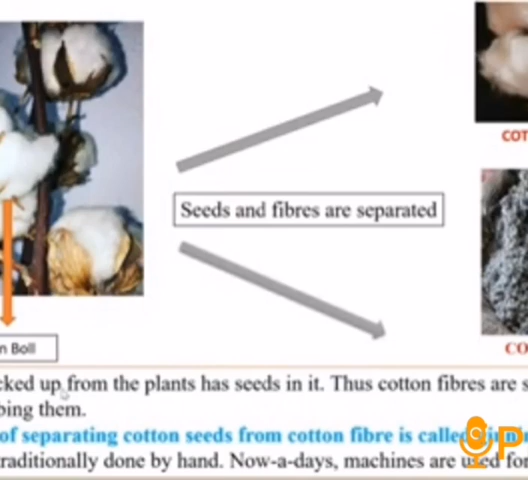 COT
Seeds and fibres are separated
n Boll
CO
cked up from the plants has seeds in it. Thus cotton fibres are s
bing them.
of separating cotton seeds from cotton fibre is called
raditionally done by hand. Now-a-days, machines are used for
P